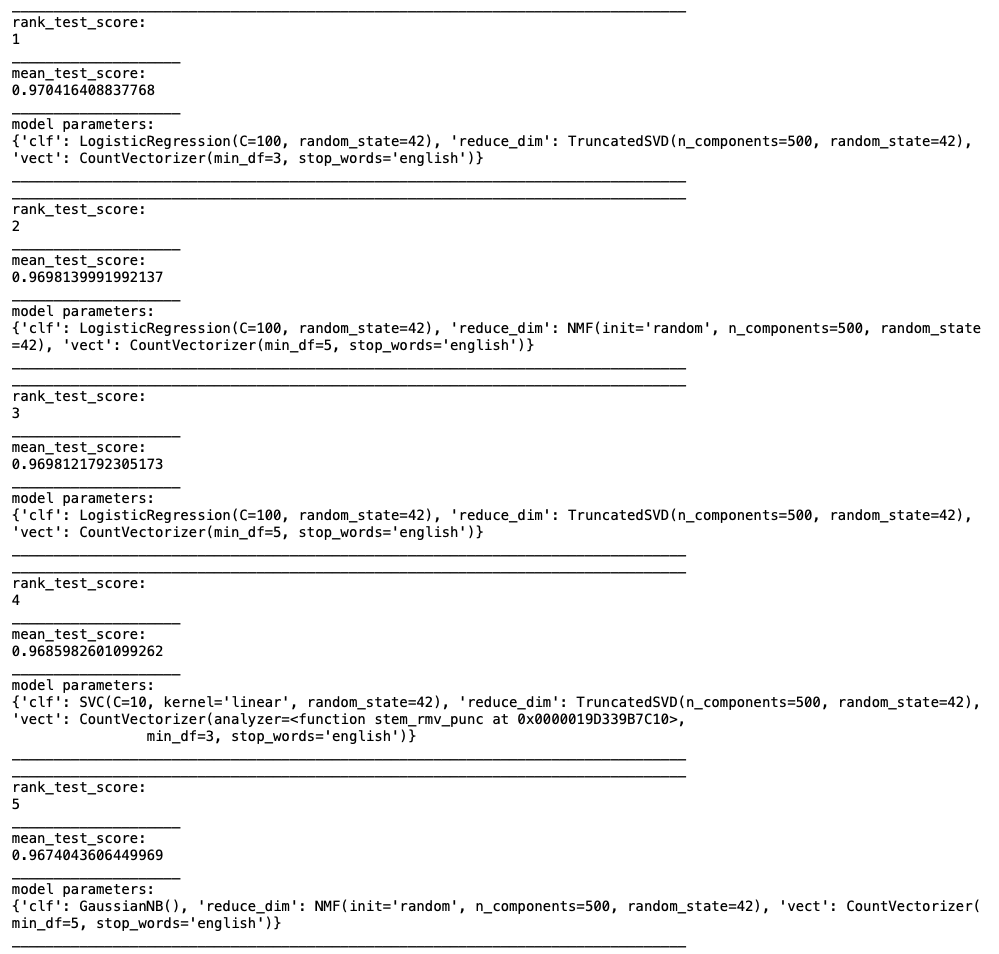 rank_test_score:
1
mean_test_score:
0.970416408837768
model parameters:
{'clf': LogisticRegression(C=100, random_state=42), 'reduce_dim': TruncatedSVD(n_components=500, random_state=42),
'vect': CountVectorizer(min_df=3, stop_words='english')}
rank_test_score:
2
mean_test_score:
0.9698139991992137
model parameters:
{'clf': LogisticRegression(C=100, random_state=42), 'reduce_dim': NMF(init='random', n_components=500, random_state
=42), 'vect': CountVectorizer(min_df=5, stop_words='english')}
rank_test_score:
3
mean_test_score:
0.9698121792305173
model parameters:
{'clf': LogisticRegression(C=100, random_state=42), 'reduce_dim': TruncatedSVD(n_components=500, random_state=42),
'vect': CountVectorizer(min_df=5, stop_words='english')}
rank_test_score:
4
mean_test_score:
0.9685982601099262
model parameters:
{'clf': SVC(C=10, kernel='linear', random_state=42), 'reduce_dim': TruncatedSVD(n_components=500, random_state=42),
'vect': CountVectorizer(analyzer=<function stem_rmv_punc at 0x0000019D339B7C10>,
min_df=3, stop_words='english')}
rank_test_score:
5
mean_test_score:
0.9674043606449969
model parameters:
{'clf': GaussianNB(), 'reduce_dim': NMF(init='random', n_components=500, random_state=42), 'vect': CountVectorizer(
min_df=5, stop_words='english')}